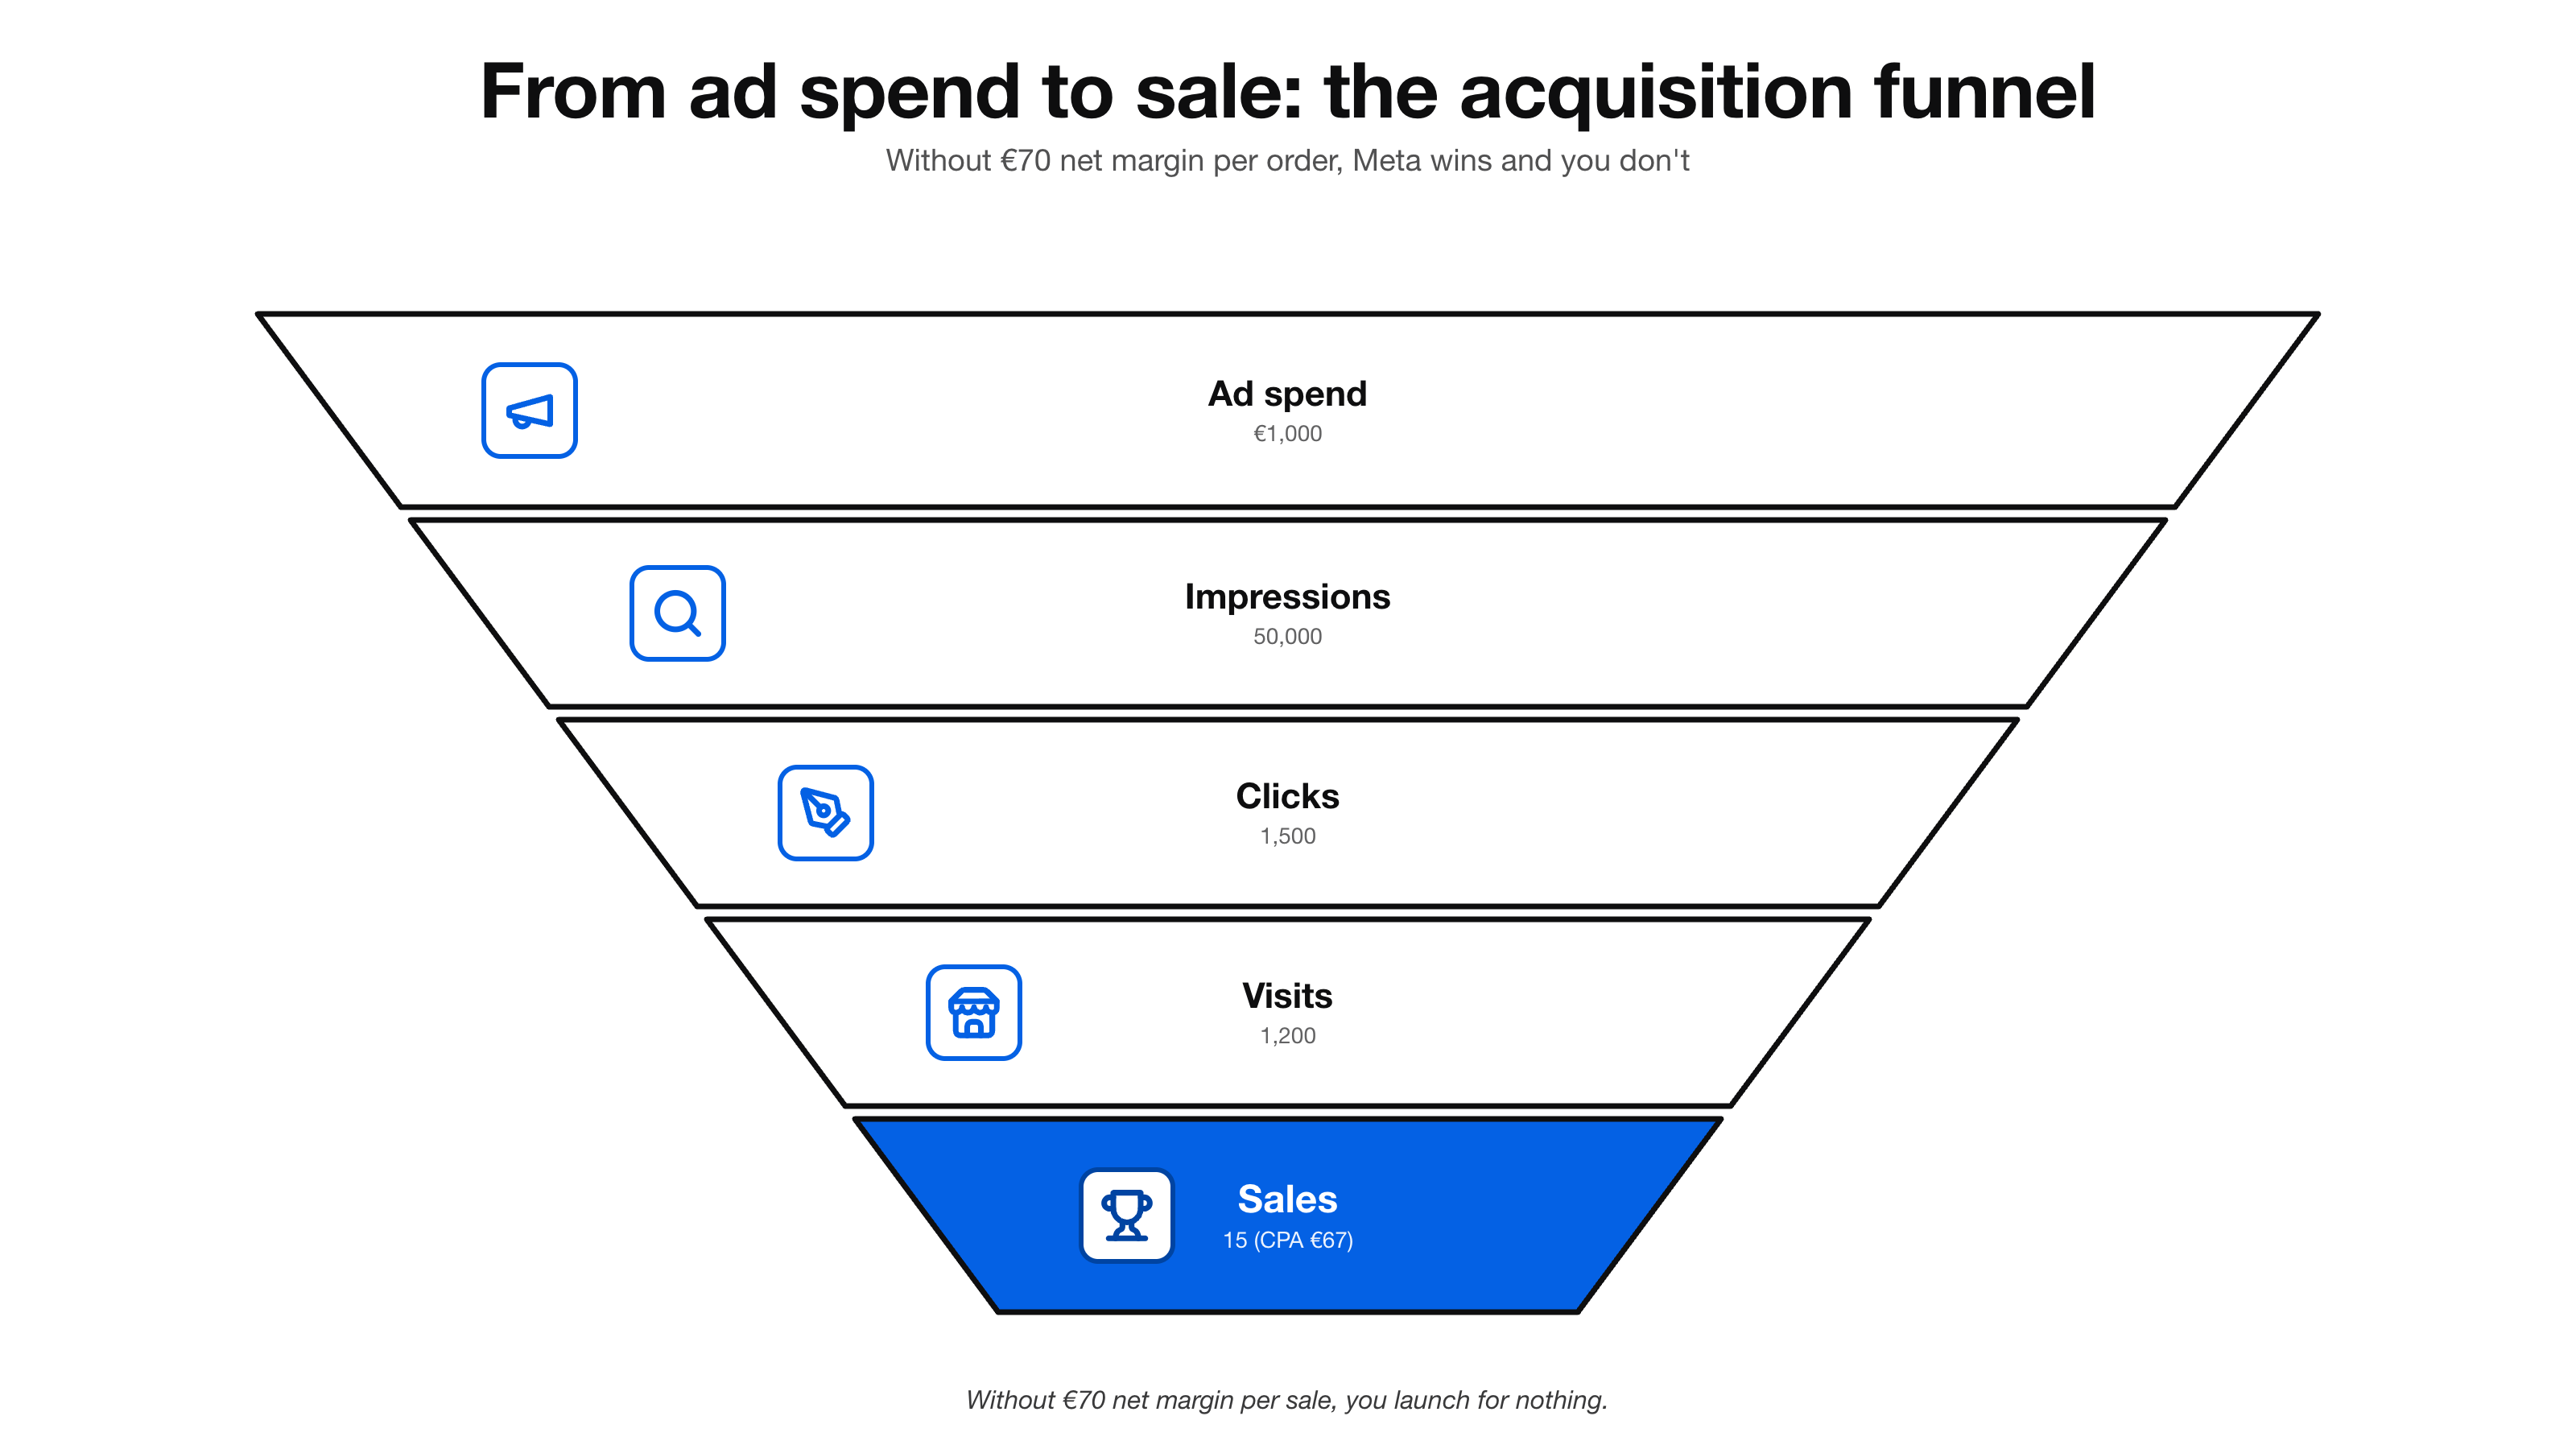 From ad spend to sale: the acquisition funnel
Without €70 net margin per order, Meta wins and you don't
Ad spend
€1,000
Impressions
50,000
Clicks
1,500
Visits
1,200
Sales
15 (CPA €67)
Without €70 net margin per sale, you launch for nothing.